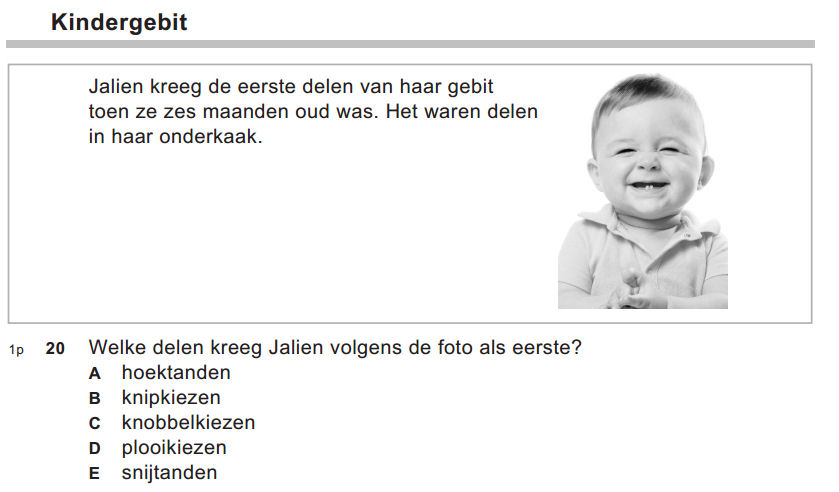 Kindergebit
Jalien kreeg de eerste delen van haar gebit
toen ze zes maanden oud was. Het waren delen
in haar onderkaak.
1p 20 Welke delen kreeg Jalien volgens de foto als eerste?
A hoektanden
B knipkiezen
C knobbelkiezen
D plooikiezen
E snijtanden